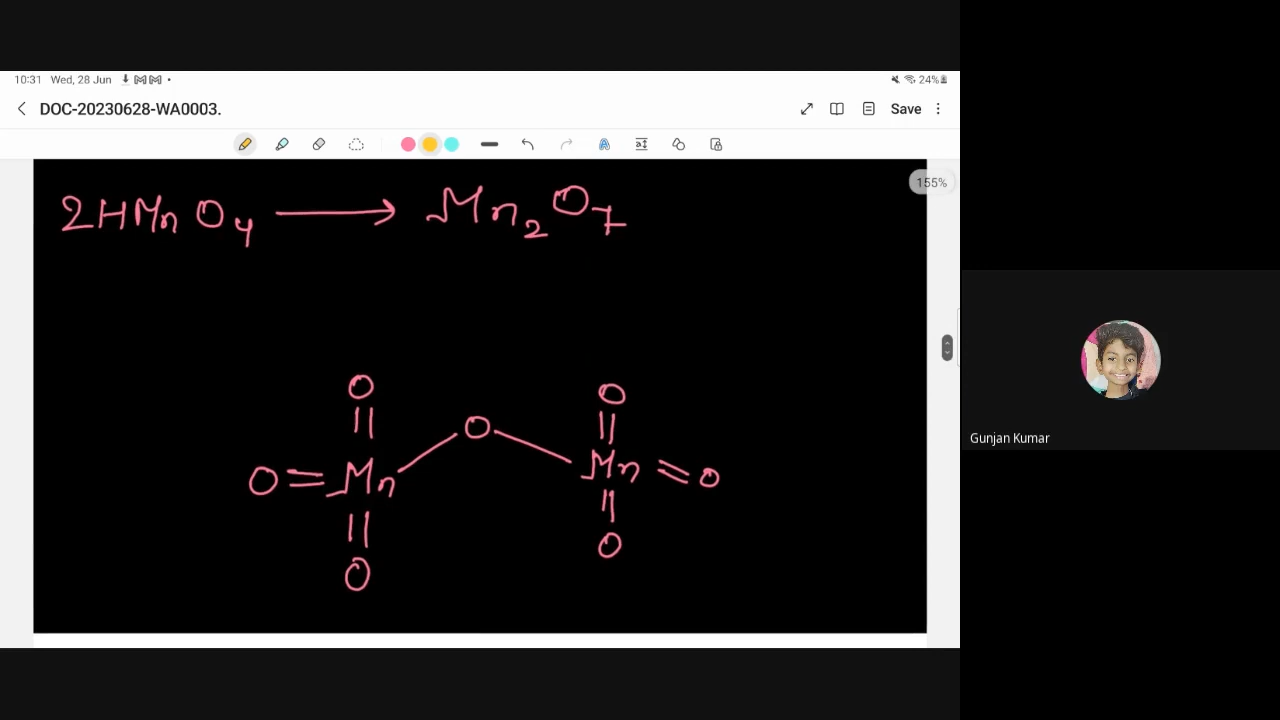 10:31 Wed, 28 Jun 24%
DOC-20230628-WA0003. Save
155%
2HMnO4 → Mn2O7
O O
O
O=Mn Mn=O
O O
Gunjan Kumar